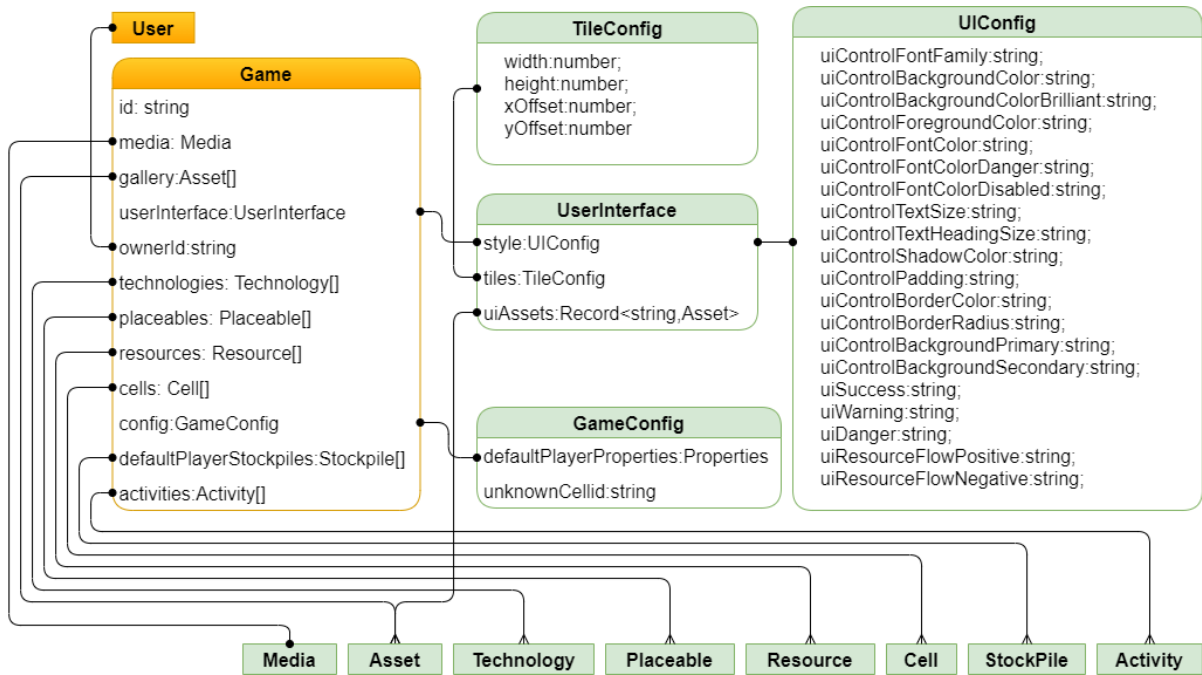 User
Game
id: string
media: Media
gallery:Asset[]
userInterface:UserInterface
ownerId:string
technologies: Technology[]
placeables: Placeable[]
resources: Resource[]
cells: Cell[]
config:GameConfig
defaultPlayerStockpiles:Stockpile[]
activities:Activity[]
TileConfig
width:number;
height:number;
xOffset:number;
yOffset:number
UserInterface
style:UIConfig
tiles:TileConfig
uiAssets:Record<string,Asset>
GameConfig
defaultPlayerProperties:Properties
unknownCellid:string
UIConfig
uiControlFontFamily:string;
uiControlBackgroundColor:string;
uiControlBackgroundColorBrilliant:string;
uiControlForegroundColor:string;
uiControlFontColor:string;
uiControlFontColorDanger:string;
uiControlFontColorDisabled:string;
uiControlTextSize:string;
uiControlTextHeadingSize:string;
uiControlShadowColor:string;
uiControlPadding:string;
uiControlBorderColor:string;
uiControlBorderRadius:string;
uiControlBackgroundPrimary:string;
uiControlBackgroundSecondary:string;
uiSuccess:string;
uiWarning:string;
uiDanger:string;
uiResourceFlowPositive:string;
uiResourceFlowNegative:string;
Media
Asset
Technology
Placeable
Resource
Cell
StockPile
Activity